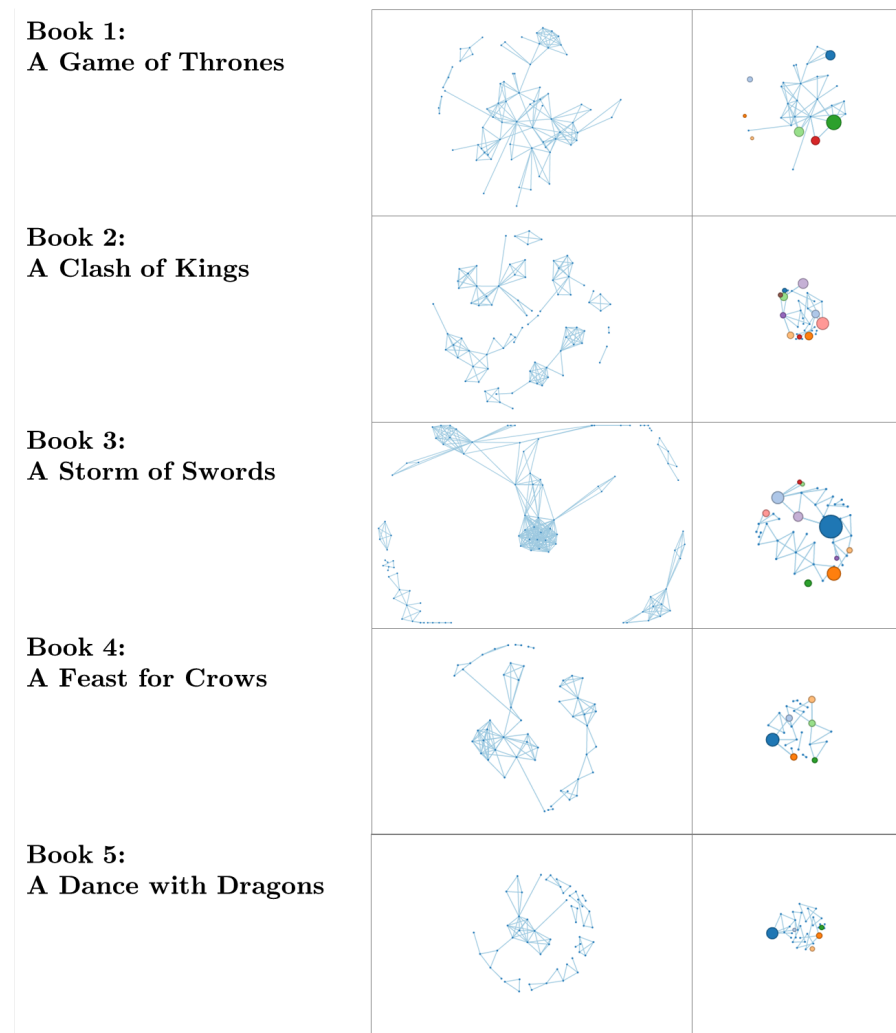 Book 1:
A Game of Thrones
Book 2:
A Clash of Kings
Book 3:
A Storm of Swords
Book 4:
A Feast for Crows
Book 5:
A Dance with Dragons